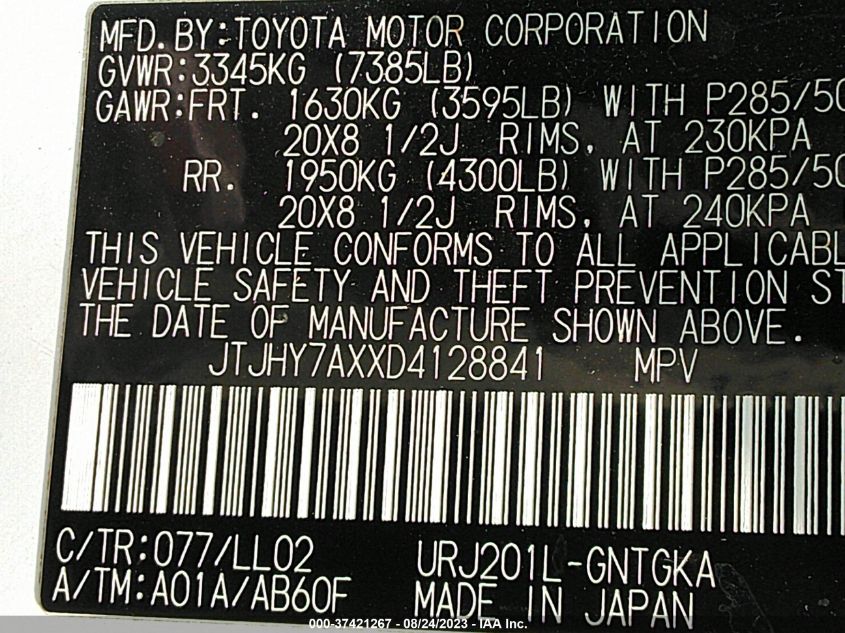 MFD. BY: TOYOTA MOTOR CORPORATION
GVWR: 3345KG (7385LB)
GAWR: FRT. 1630KG (3595LB) WITH P285/50
20X8 1/2J RIMS, AT 230KPA
RR. 1950KG (4300LB) WITH P285/50
20X8 1/2J RIMS, AT 240KPA
THIS VEHICLE CONFORMS TO ALL APPLICABL
VEHICLE SAFETY AND THEFT PREVENTION ST
THE DATE OF MANUFACTURE SHOWN ABOVE.
JTJHY7AXXD4128841 MPV
C/TR: 077/LL02 URJ201L-GNTGKA
A/TM: A01A/AB60F MADE IN JAPAN
000-37421267 - 08/24/2023 - IAA Inc.